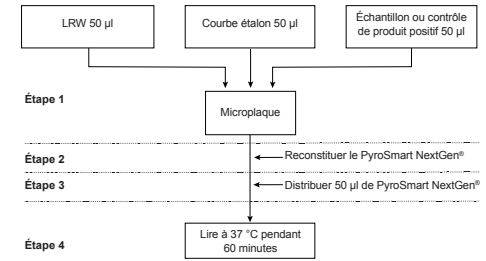 LRW 50 µl
Courbe étalon 50 µl
Échantillon ou contrôle
de produit positif 50 µl
Étape 1
Microplaque
Étape 2
Reconstituer le PyroSmart NextGen®
Étape 3
Distribuer 50 µl de PyroSmart NextGen®
Étape 4
Lire à 37 °C pendant
60 minutes